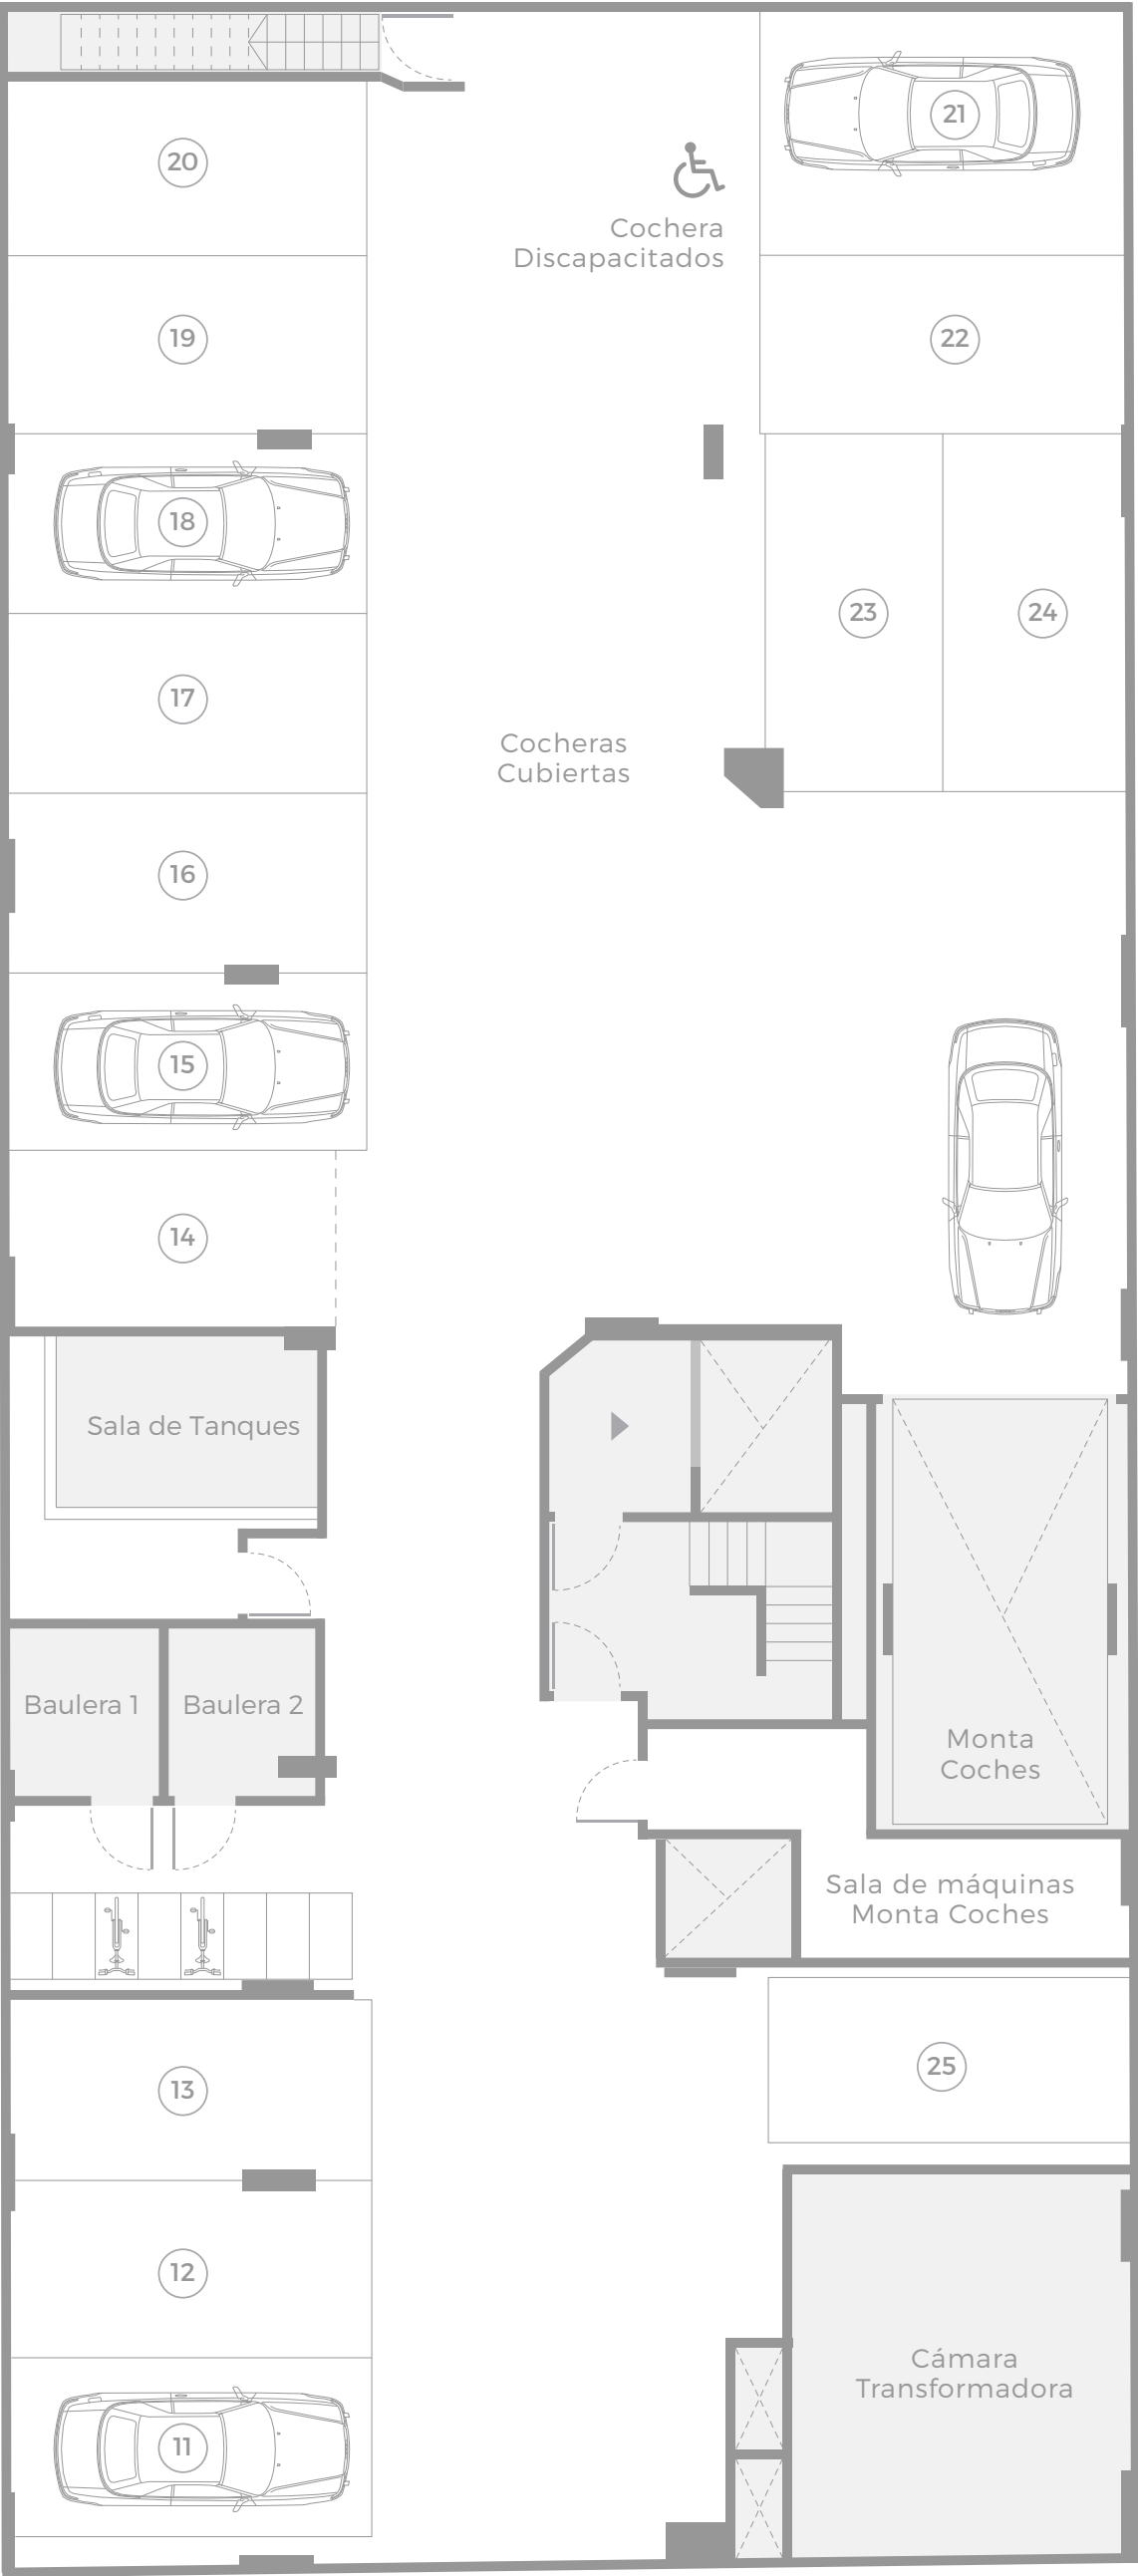 21
20
Cochera
Discapacitados
19
22
18
23
24
17
Cocheras
Cubiertas
16
15
14
Sala de Tanques
Baulera 1
Baulera 2
Monta
Coches
Sala de máquinas
Monta Coches
25
13
12
Cámara
Transformadora
11